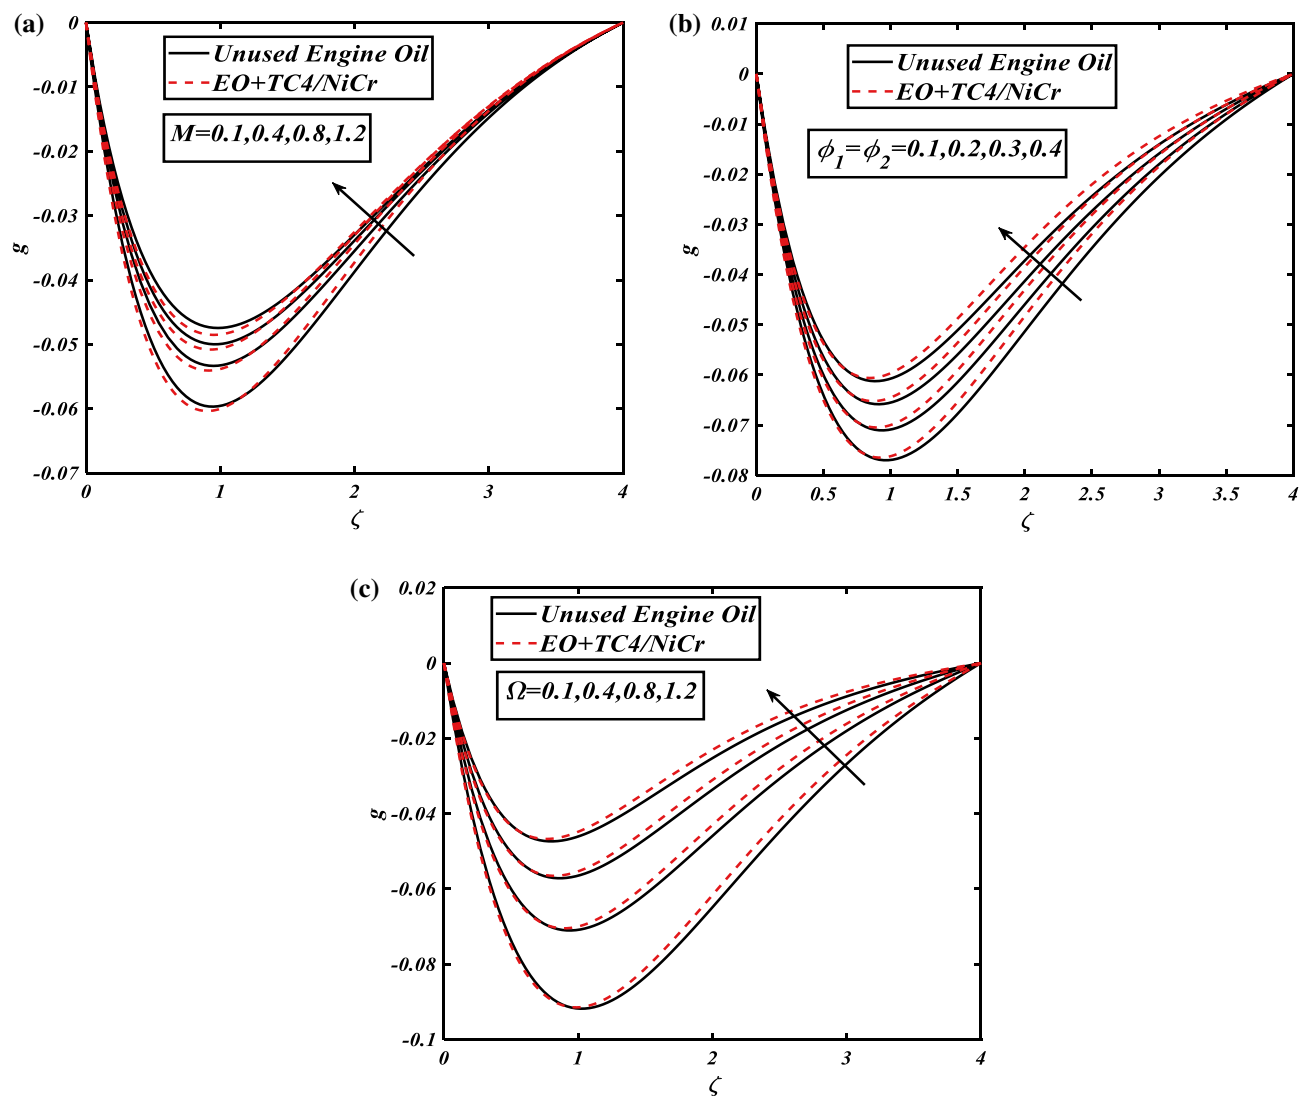 (a)
0
-0.01
-0.02
-0.03
-0.04
-0.05
-0.06
-0.07
g
Unused Engine Oil
EO+TC4/NiCr
M=0.1,0.4,0.8,1.2
0 1 2 3 4
ζ
(b)
0.01
0
-0.01
-0.02
-0.03
-0.04
-0.05
-0.06
-0.07
-0.08
g
Unused Engine Oil
EO+TC4/NiCr
ϕ₁=ϕ₂=0.1,0.2,0.3,0.4
0 0.5 1 1.5 2 2.5 3 3.5 4
ζ
(c)
0.02
0
-0.02
-0.04
-0.06
-0.08
-0.1
g
Unused Engine Oil
EO+TC4/NiCr
Ω=0.1,0.4,0.8,1.2
0 1 2 3 4
ζ